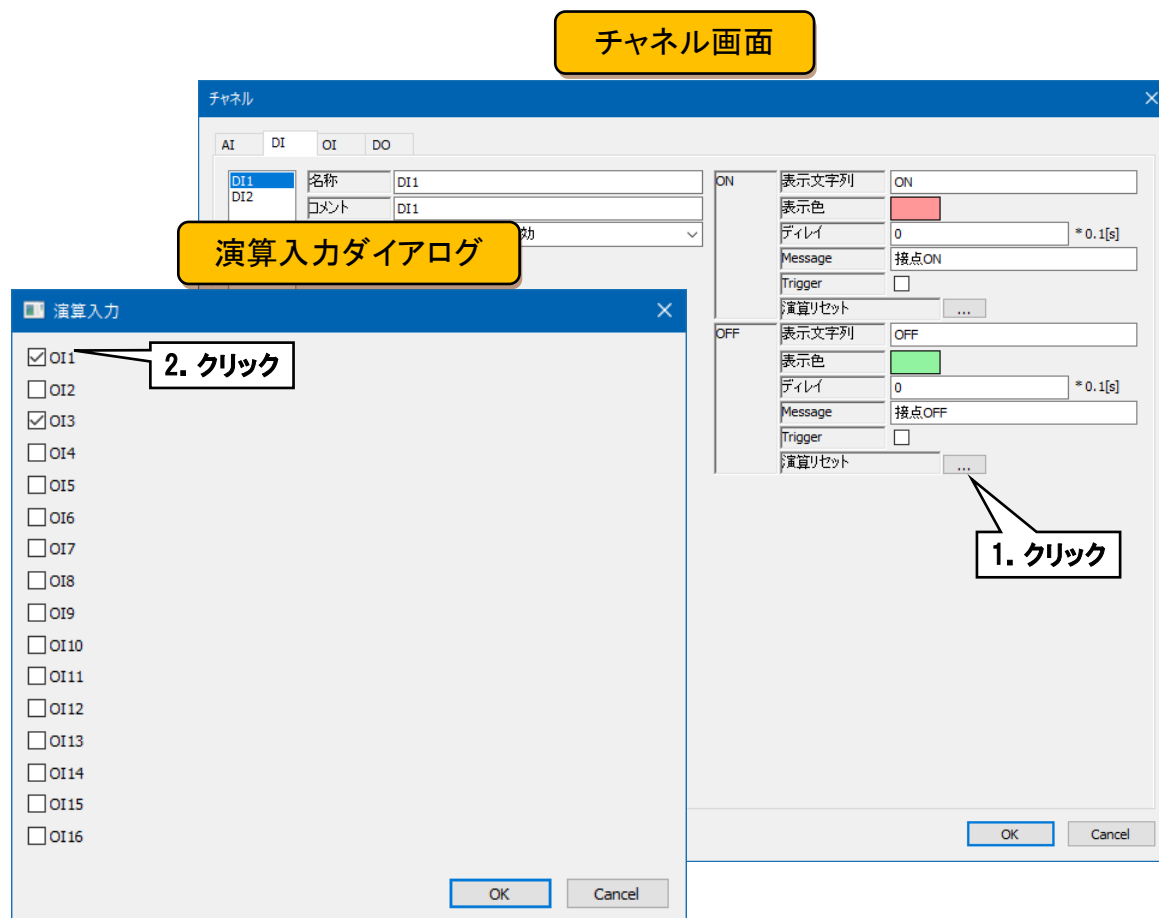 チャネル画面
チャネル
AI DI OI DO
DI1
DI2
名称 DI1
コメント DI1
効
ON 表示文字列 ON
表示色
ディレイ 0 *0.1[s]
Message 接点ON
Trigger
演算リセット ...
OFF 表示文字列 OFF
表示色
ディレイ 0 *0.1[s]
Message 接点OFF
Trigger
演算リセット ...
1. クリック
OK Cancel
演算入力ダイアログ
演算入力
OI1
2. クリック
OI2
OI3
OI4
OI5
OI6
OI7
OI8
OI9
OI10
OI11
OI12
OI13
OI14
OI15
OI16
OK Cancel